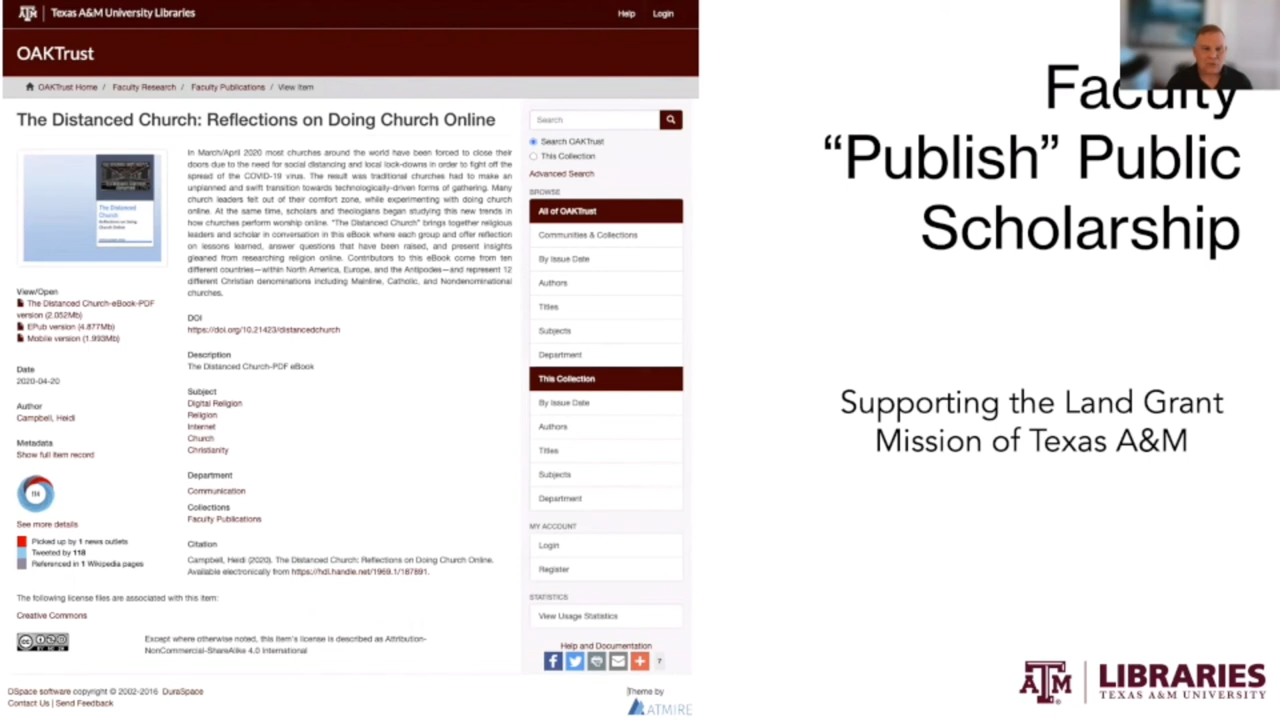 Texas A&M University Libraries
Help Login
OAKTrust
OAKTrust Home / Faculty Research / Faculty Publications / View Item
The Distanced Church: Reflections on Doing Church Online
The Distanced
Church
View/Open
The Distanced Church-eBook-PDF
version (2.052Mb)
EPub version (4.877Mb)
Mobile version (1.993Mb)
Date
2020-04-20
Author
Campbell, Heidi
Metadata
Show full item record
See more details
Picked up by 1 news outlets
Tweeted by 118
Referenced in 1 Wikipedia pages
In March/April 2020 most churches around the world have been forced to close their
doors due to the need for social distancing and local lock-downs in order to fight off the
spread of the COVID-19 virus. The result was traditional churches had to make an
unplanned and swift transition towards technologically-driven forms of gathering. Many
church leaders felt out of their comfort zone, while experimenting with doing church
online. At the same time, scholars and theologians began studying this new trends in
how churches perform worship online. "The Distanced Church" brings together religious
leaders and scholar in conversation in this eBook where each group and offer reflection
on lessons learned, answer questions that have been raised, and present insights
gleaned from researching religion online. Contributors to this eBook come from ten
different countries—within North America, Europe, and the Antipodes—and represent 12
different Christian denominations including Mainline, Catholic, and Nondenominational
churches.
DOI
https://doi.org/10.21423/distancedchurch
Description
The Distanced Church-PDF eBook
Subject
Digital Religion
Religion
Internet
Church
Christianity
Department
Communication
Collections
Faculty Publications
Citation
Campbell, Heidi (2020). The Distanced Church: Reflections on Doing Church Online.
Available electronically from https://hdl.handle.net/1969.1/187891.
The following license files are associated with this item:
Creative Commons
Except where otherwise noted, this item's license is described as Attribution-
NonCommercial-ShareAlike 4.0 International
Search
Search OAKTrust
This Collection
Advanced Search
BROWSE
All of OAKTrust
Communities & Collections
By Issue Date
Authors
Titles
Subjects
Department
This Collection
By Issue Date
Authors
Titles
Subjects
Department
MY ACCOUNT
Login
Register
STATISTICS
View Usage Statistics
Help and Documentation
?
DSpace software copyright © 2002-2016 DuraSpace
Contact Us | Send Feedback
Theme by
ATMIRE
Faculty
“Publish” Public
Scholarship
Supporting the Land Grant
Mission of Texas A&M
ATM LIBRARIES
TEXAS A&M UNIVERSITY